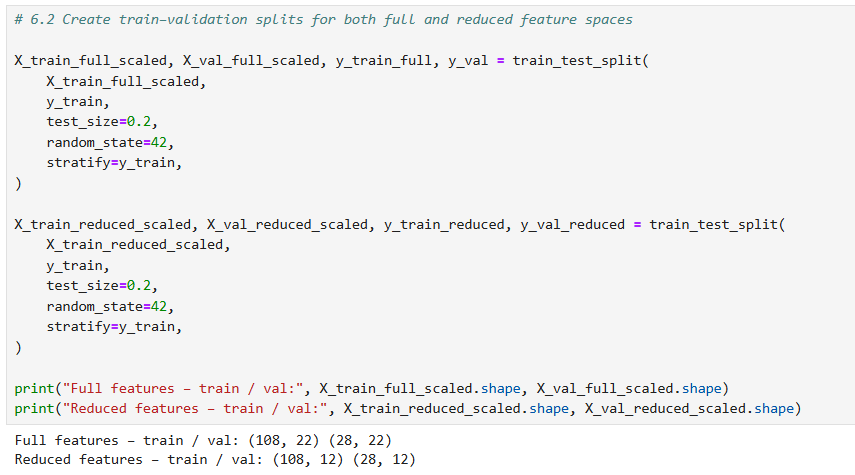 # 6.2 Create train–validation splits for both full and reduced feature spaces
X_train_full_scaled, X_val_full_scaled, y_train_full, y_val = train_test_split(
    X_train_full_scaled,
    y_train,
    test_size=0.2,
    random_state=42,
    stratify=y_train,
)
X_train_reduced_scaled, X_val_reduced_scaled, y_train_reduced, y_val_reduced = train_test_split(
    X_train_reduced_scaled,
    y_train,
    test_size=0.2,
    random_state=42,
    stratify=y_train,
)
print("Full features – train / val:", X_train_full_scaled.shape, X_val_full_scaled.shape)
print("Reduced features – train / val:", X_train_reduced_scaled.shape, X_val_reduced_scaled.shape)
Full features – train / val: (108, 22) (28, 22)
Reduced features – train / val: (108, 12) (28, 12)